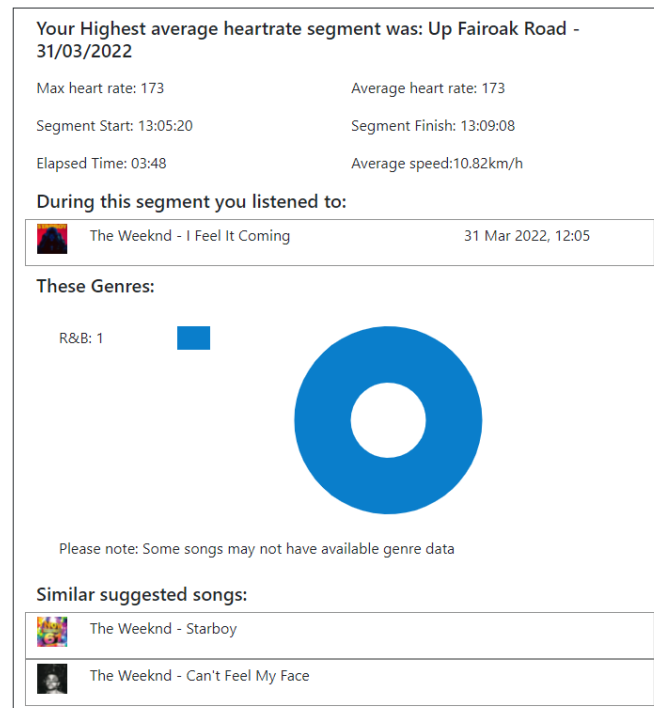 Your Highest average heartrate segment was: Up Fairoak Road -
31/03/2022
Max heart rate: 173
Average heart rate: 173
Segment Start: 13:05:20
Segment Finish: 13:09:08
Elapsed Time: 03:48
Average speed:10.82km/h
During this segment you listened to:
The Weeknd - I Feel It Coming
31 Mar 2022, 12:05
These Genres:
R&B: 1
Please note: Some songs may not have available genre data
Similar suggested songs:
The Weeknd - Starboy
The Weeknd - Can't Feel My Face